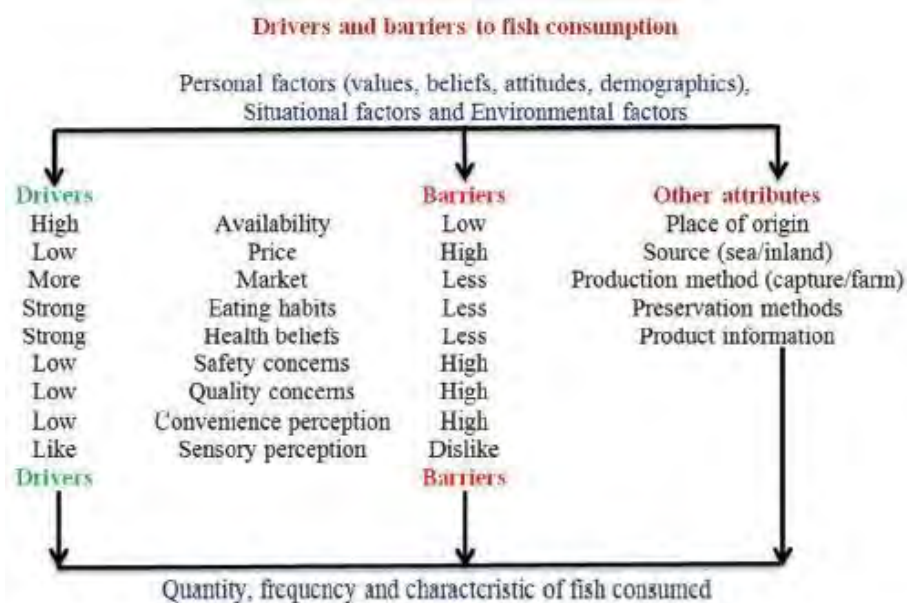 Drivers and barriers to fish consumption
Personal factors (values, beliefs, attitudes, demographics),
Situational factors and Environmental factors
Drivers Barriers Other attributes
High Availability Low Place of origin
Low Price High Source (sea/inland)
More Market Less Production method (capture/farm)
Strong Eating habits Less Preservation methods
Strong Health beliefs Less Product information
Low Safety concerns High
Low Quality concerns High
Low Convenience perception High
Like Sensory perception Dislike
Drivers Barriers
Quantity, frequency and characteristic of fish consumed